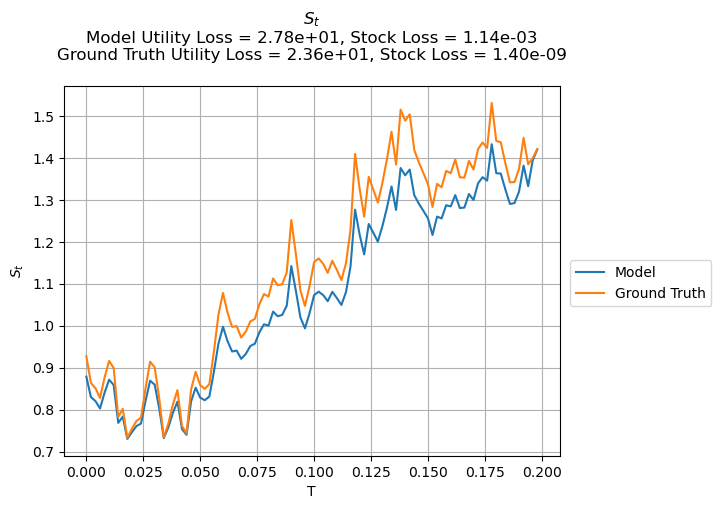 S_t
Model Utility Loss = 2.78e+01, Stock Loss = 1.14e-03
Ground Truth Utility Loss = 2.36e+01, Stock Loss = 1.40e-09
1.5
1.4
1.3
1.2
1.1
1.0
0.9
0.8
0.7
S_t
0.000 0.025 0.050 0.075 0.100 0.125 0.150 0.175 0.200
T
Model
Ground Truth